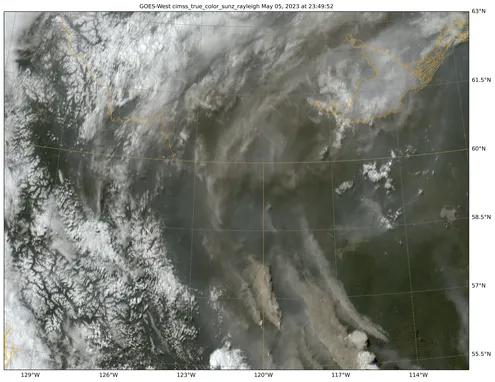 GOES-West cimss_true_color_sunz_rayleigh May 05, 2023 at 23:49:52
63°N
61.5°N
60°N
58.5°N
57°N
55.5°N
129°W 126°W 123°W 120°W 117°W 114°W